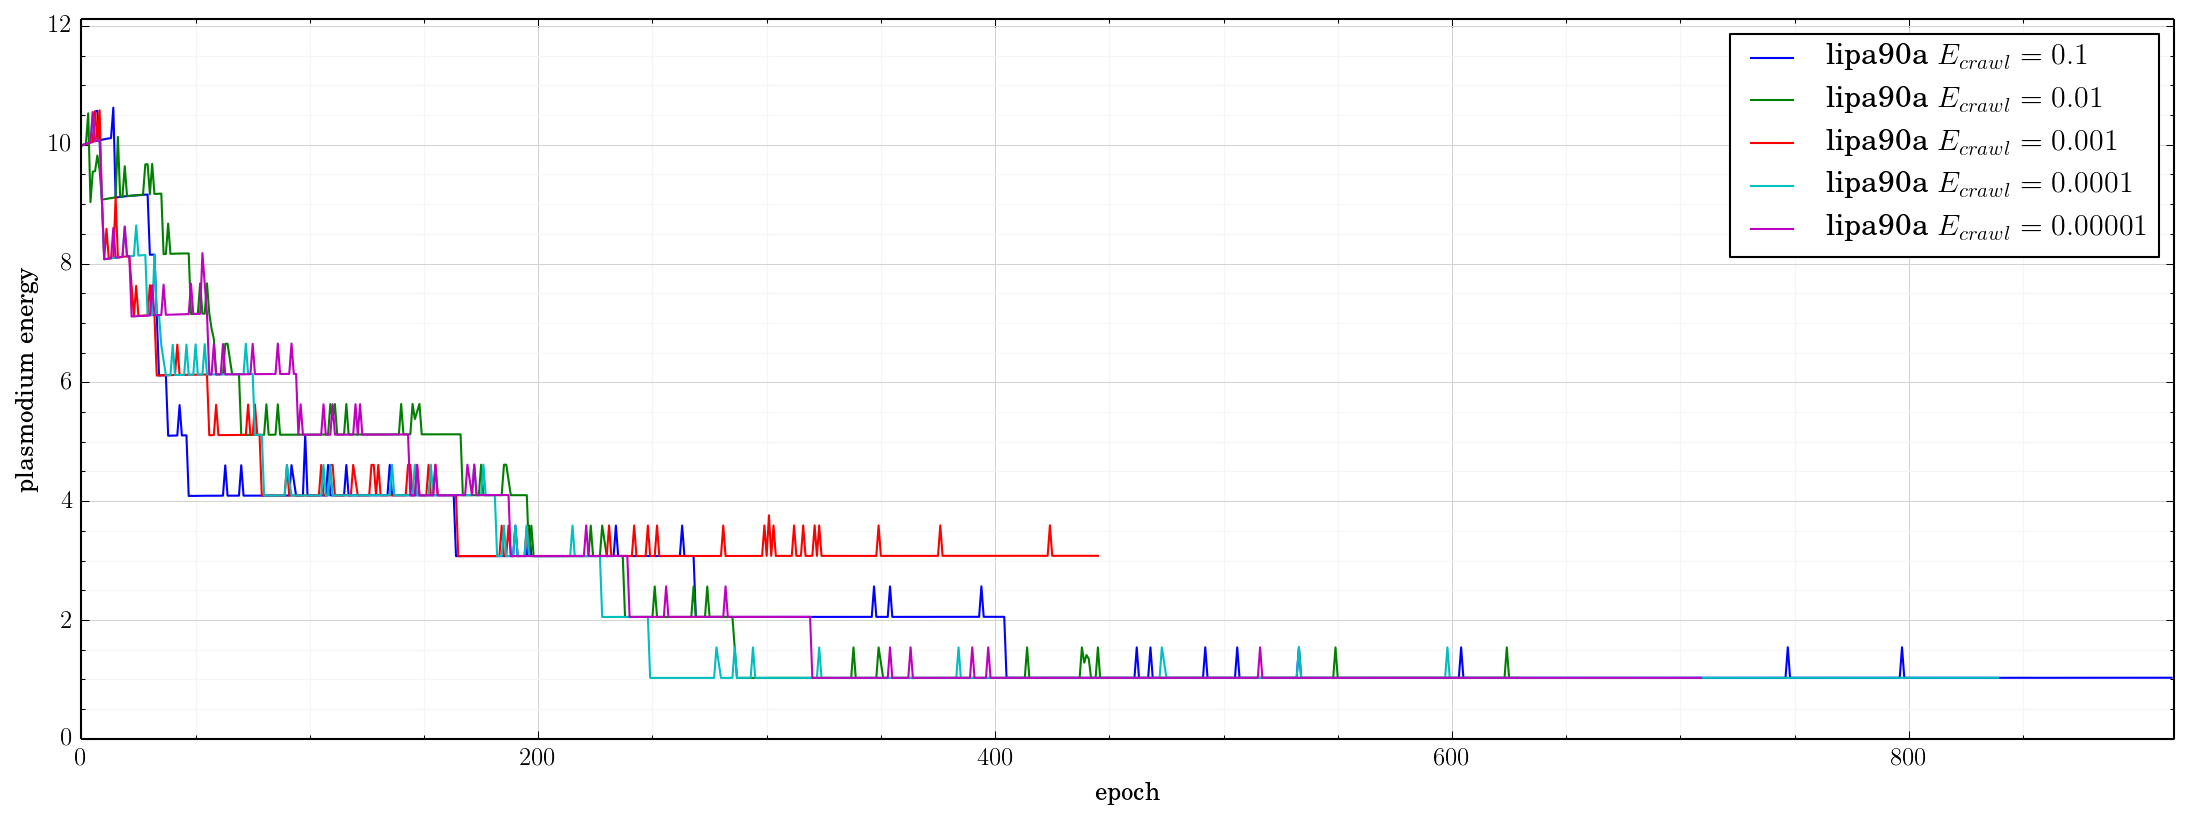 12
10
8
6
4
2
0
plasmodium energy
lipa90a E_crawl = 0.1
lipa90a E_crawl = 0.01
lipa90a E_crawl = 0.001
lipa90a E_crawl = 0.0001
lipa90a E_crawl = 0.00001
0 200 400 600 800
epoch